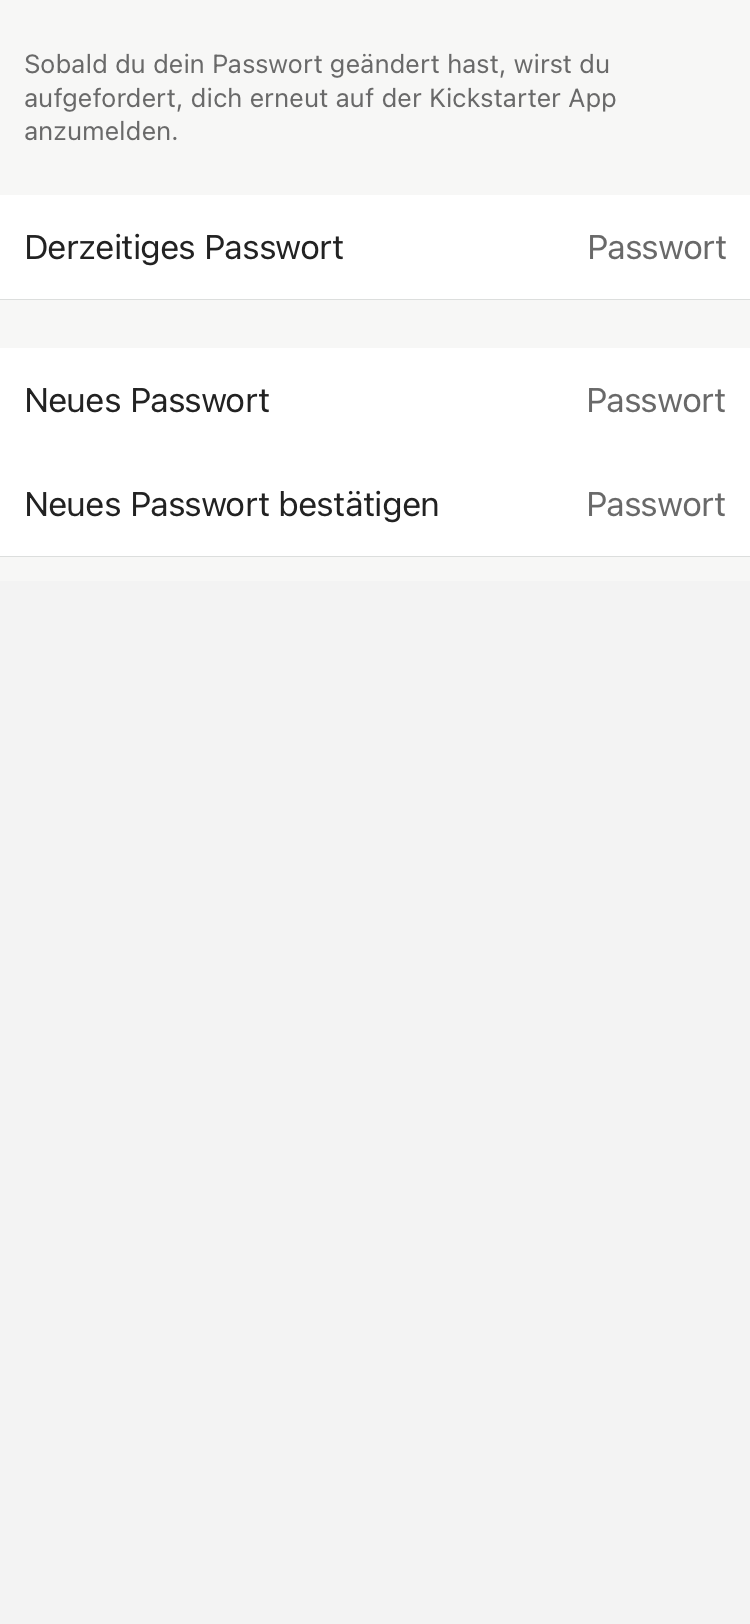 Sobald du dein Passwort geändert hast, wirst du
aufgefordert, dich erneut auf der Kickstarter App
anzumelden.
Derzeitiges Passwort Passwort
Neues Passwort Passwort
Neues Passwort bestätigen Passwort